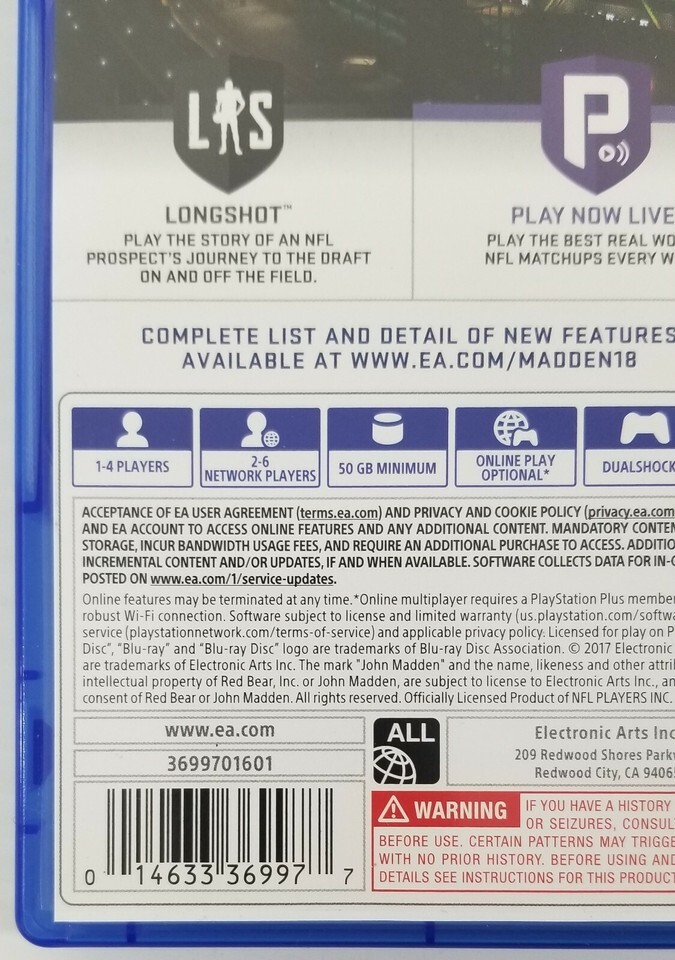 L S
P
LONGSHOT™
PLAY THE STORY OF AN NFL
PROSPECT'S JOURNEY TO THE DRAFT
ON AND OFF THE FIELD.
PLAY NOW LIVE
PLAY THE BEST REAL WO
NFL MATCHUPS EVERY W
COMPLETE LIST AND DETAIL OF NEW FEATURES
AVAILABLE AT WWW.EA.COM/MADDEN18
1-4 PLAYERS
2-6
NETWORK PLAYERS
50 GB MINIMUM
ONLINE PLAY
OPTIONAL*
DUALSHOCK
ACCEPTANCE OF EA USER AGREEMENT (terms.ea.com) AND PRIVACY AND COOKIE POLICY (privacy.ea.com
AND EA ACCOUNT TO ACCESS ONLINE FEATURES AND ANY ADDITIONAL CONTENT. MANDATORY CONTEN
STORAGE, INCUR BANDWIDTH USAGE FEES, AND REQUIRE AN ADDITIONAL PURCHASE TO ACCESS. ADDITIO
INCREMENTAL CONTENT AND/OR UPDATES, IF AND WHEN AVAILABLE. SOFTWARE COLLECTS DATA FOR IN-G
POSTED ON www.ea.com/1/service-updates.
Online features may be terminated at any time.*Online multiplayer requires a PlayStation Plus member
robust Wi-Fi connection. Software subject to license and limited warranty (us.playstation.com/softwa
service (playstationnetwork.com/terms-of-service) and applicable privacy policy. Licensed for play on P
Disc", "Blu-ray" and "Blu-ray Disc" logo are trademarks of Blu-ray Disc Association. © 2017 Electronic
are trademarks of Electronic Arts Inc. The mark "John Madden" and the name, likeness and other attri
intellectual property of Red Bear, Inc. or John Madden, are subject to license to Electronic Arts Inc., an
consent of Red Bear or John Madden. All rights reserved. Officially Licensed Product of NFL PLAYERS INC.
www.ea.com
3699701601
ALL
Electronic Arts Inc
209 Redwood Shores Parkw
Redwood City, CA 94065
WARNING
IF YOU HAVE A HISTORY
OR SEIZURES, CONSUL
BEFORE USE. CERTAIN PATTERNS MAY TRIGGE
WITH NO PRIOR HISTORY. BEFORE USING AND
DETAILS SEE INSTRUCTIONS FOR THIS PRODUCT
0 14633 36997 7